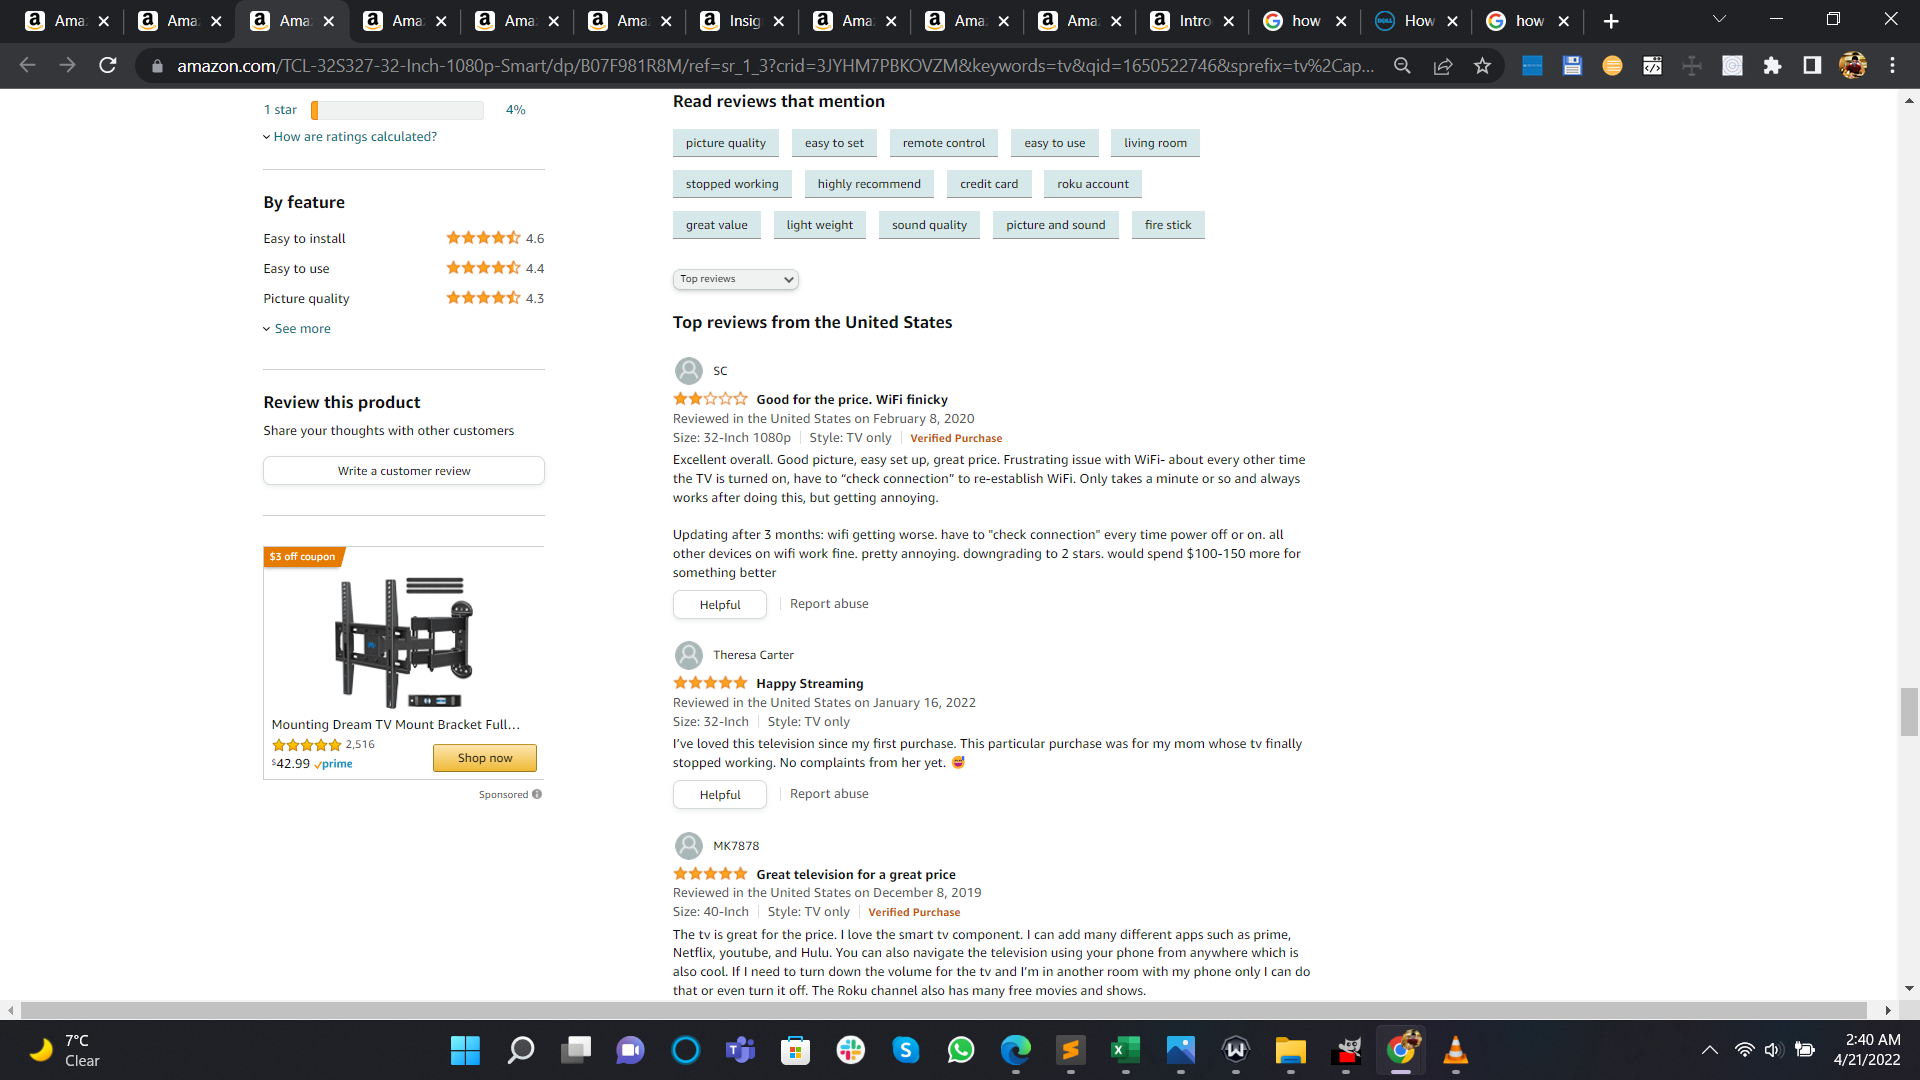 Ama
Ama
Ama
Ama
Ama
Ama
Insig
Ama
Ama
Ama
Intro
how
DELL
How
how
amazon.com/TCL-32S327-32-Inch-1080p-Smart/dp/B07F981R8M/ref=sr_1_3?crid=3JYHM7PBKOVZM&keywords=tv&qid=1650522746&sprefix=tv%2Cap...
1 star
4%
How are ratings calculated?
By feature
Easy to install
4.6
Easy to use
4.4
Picture quality
4.3
See more
Review this product
Share your thoughts with other customers
Write a customer review
$3 off coupon
Mounting Dream TV Mount Bracket Full...
2,516
$42.99 prime
Shop now
Sponsored
Read reviews that mention
picture quality
easy to set
remote control
easy to use
living room
stopped working
highly recommend
credit card
roku account
great value
light weight
sound quality
picture and sound
fire stick
Top reviews
Top reviews from the United States
SC
Good for the price. WiFi finicky
Reviewed in the United States on February 8, 2020
Size: 32-Inch 1080p | Style: TV only | Verified Purchase
Excellent overall. Good picture, easy set up, great price. Frustrating issue with WiFi- about every other time
the TV is turned on, have to “check connection” to re-establish WiFi. Only takes a minute or so and always
works after doing this, but getting annoying.
Updating after 3 months: wifi getting worse. have to "check connection" every time power off or on. all
other devices on wifi work fine. pretty annoying. downgrading to 2 stars. would spend $100-150 more for
something better
Helpful
Report abuse
Theresa Carter
Happy Streaming
Reviewed in the United States on January 16, 2022
Size: 32-Inch | Style: TV only
I’ve loved this television since my first purchase. This particular purchase was for my mom whose tv finally
stopped working. No complaints from her yet. 😅
Helpful
Report abuse
MK7878
Great television for a great price
Reviewed in the United States on December 8, 2019
Size: 40-Inch | Style: TV only | Verified Purchase
The tv is great for the price. I love the smart tv component. I can add many different apps such as prime,
Netflix, youtube, and Hulu. You can also navigate the television using your phone from anywhere which is
also cool. If I need to turn down the volume for the tv and I’m in another room with my phone only I can do
that or even turn it off. The Roku channel also has many free movies and shows.
7°C
Clear
2:40 AM
4/21/2022